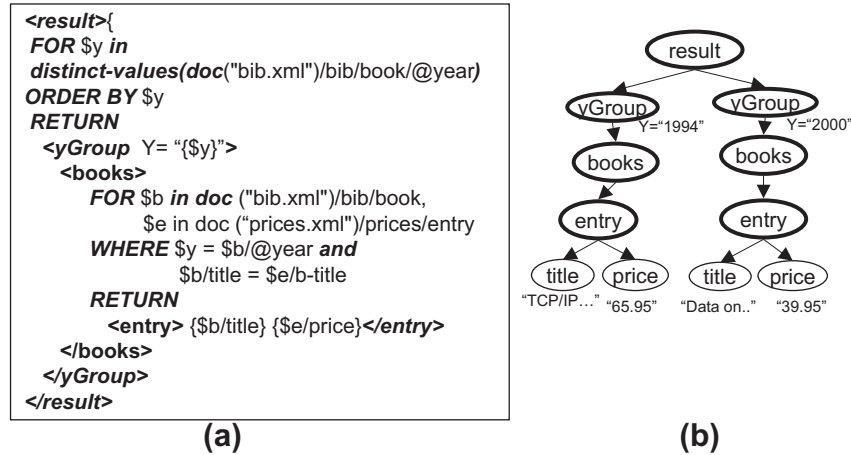 <result>{
FOR $y in
distinct-values(doc("bib.xml")/bib/book/@year)
ORDER BY $y
RETURN
<yGroup Y= “{$y}”>
<books>
FOR $b in doc ("bib.xml")/bib/book,
$e in doc (“prices.xml")/prices/entry
WHERE $y = $b/@year and
$b/title = $e/b-title
RETURN
<entry> {$b/title} {$e/price}</entry>
</books>
</yGroup>
</result>
(a)
result
yGroup yGroup
Y=“1994” Y=“2000”
books books
entry entry
title price title price
“TCP/IP…” “65.95” “Data on..” “39.95”
(b)